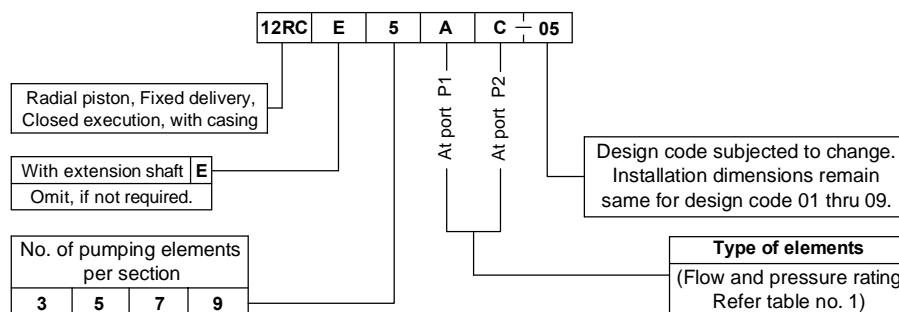 12RC E 5 A C 05
At port P1
At port P2
Radial piston, Fixed delivery,
Closed execution, with casing
With extension shaft E
Omit, if not required.
No. of pumping elements
per section
3 5 7 9
Design code subjected to change.
Installation dimensions remain
same for design code 01 thru 09.
Type of elements
(Flow and pressure rating
Refer table no. 1)